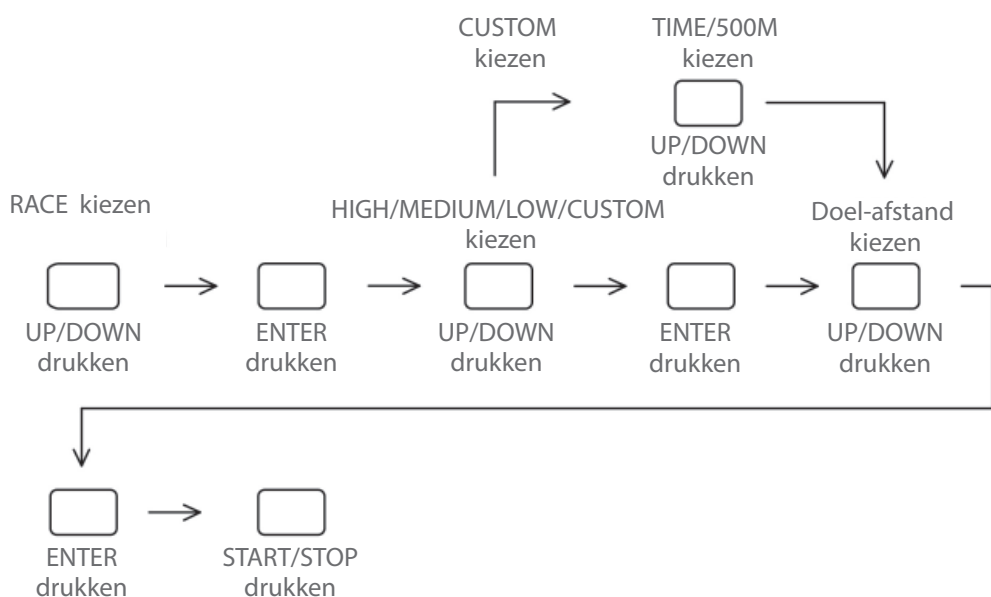 CUSTOM
kiezen
TIME/500M
kiezen
UP/DOWN
drukken
RACE kiezen
HIGH/MEDIUM/LOW/CUSTOM
kiezen
Doel-afstand
kiezen
UP/DOWN
drukken
ENTER
drukken
UP/DOWN
drukken
ENTER
drukken
UP/DOWN
drukken
ENTER
drukken
START/STOP
drukken